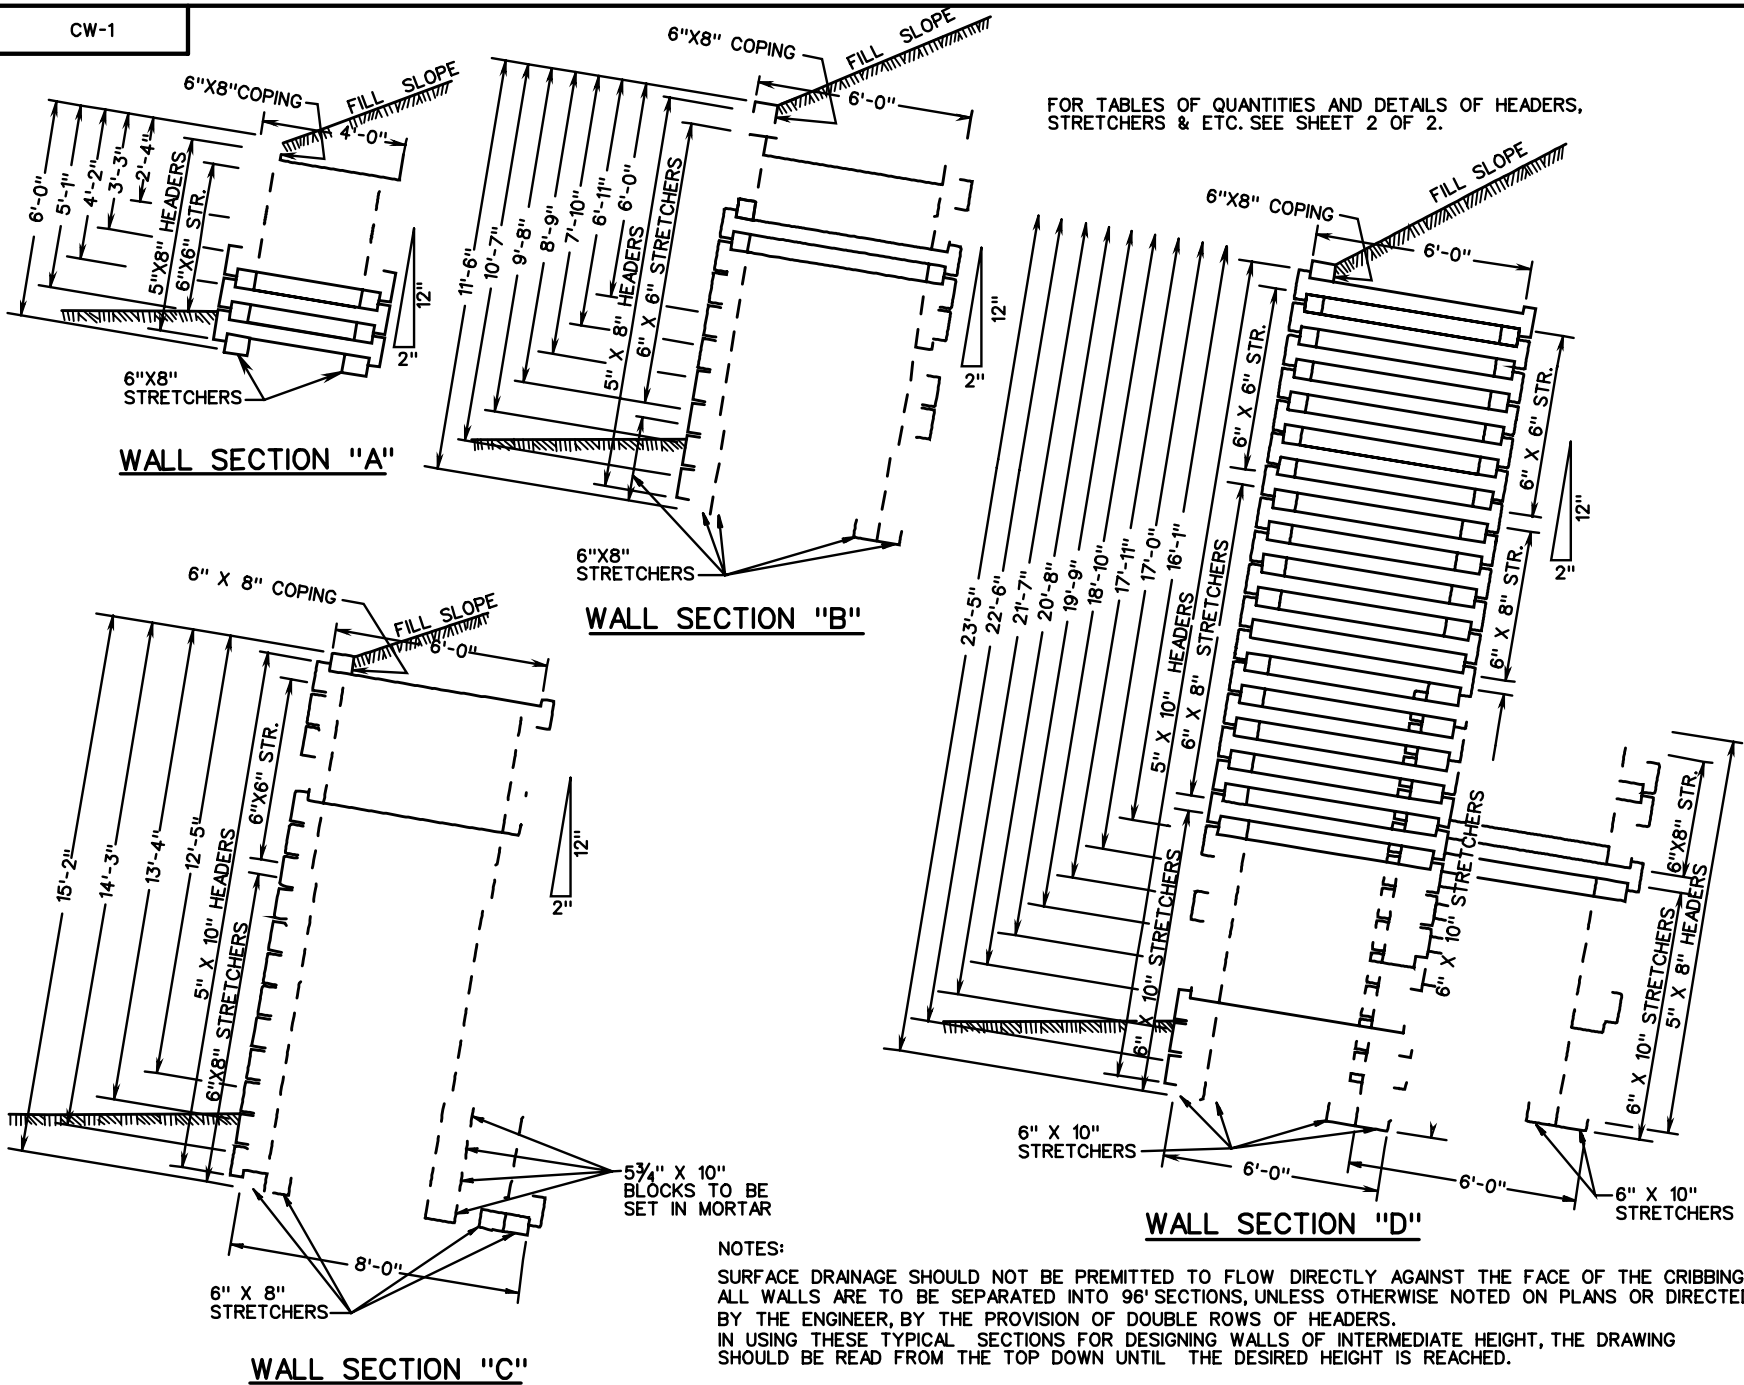 CW-1
6"X8"COPING
FILL SLOPE
4'-0"
6'-0"
5'-1"
4'-2"
3'-3"
2'-4"
5"X8" HEADERS
6"X6" STR.
12"
2"
6"X8"
STRETCHERS
WALL SECTION "A"
6"X8" COPING
FILL SLOPE
6'-0"
11'-6"
10'-7"
9'-8"
8'-9"
7'-10"
6'-11"
6'-0"
5" X 8" HEADERS
6" X 6" STRETCHERS
12"
2"
6"X8"
STRETCHERS
WALL SECTION "B"
FOR TABLES OF QUANTITIES AND DETAILS OF HEADERS,
STRETCHERS & ETC. SEE SHEET 2 OF 2.
6" X 8" COPING
FILL SLOPE
6'-0"
15'-2"
14'-3"
13'-4"
12'-5"
5" X 10" HEADERS
6"X6" STR.
6"X8" STRETCHERS
12"
2"
5¾" X 10"
BLOCKS TO BE
SET IN MORTAR
8'-0"
6" X 8"
STRETCHERS
WALL SECTION "C"
6"X8" COPING
FILL SLOPE
6'-0"
23'-5"
22'-6"
21'-7"
20'-8"
19'-9"
18'-10"
17'-11"
17'-0"
16'-1"
5" X 10" HEADERS
6" X 6" STR.
6" X 8" STRETCHERS
6" X 10" STRETCHERS
6" X 6" STR.
6" X 8" STR.
6" X 10" STRETCHERS
12"
2"
6"X8" STR.
6" X 10" STRETCHERS
5" X 8" HEADERS
6" X 10"
STRETCHERS
6'-0"
6'-0"
6" X 10"
STRETCHERS
WALL SECTION "D"
NOTES:
SURFACE DRAINAGE SHOULD NOT BE PREMITTED TO FLOW DIRECTLY AGAINST THE FACE OF THE CRIBBING
ALL WALLS ARE TO BE SEPARATED INTO 96' SECTIONS, UNLESS OTHERWISE NOTED ON PLANS OR DIRECTED
BY THE ENGINEER, BY THE PROVISION OF DOUBLE ROWS OF HEADERS.
IN USING THESE TYPICAL SECTIONS FOR DESIGNING WALLS OF INTERMEDIATE HEIGHT, THE DRAWING
SHOULD BE READ FROM THE TOP DOWN UNTIL THE DESIRED HEIGHT IS REACHED.